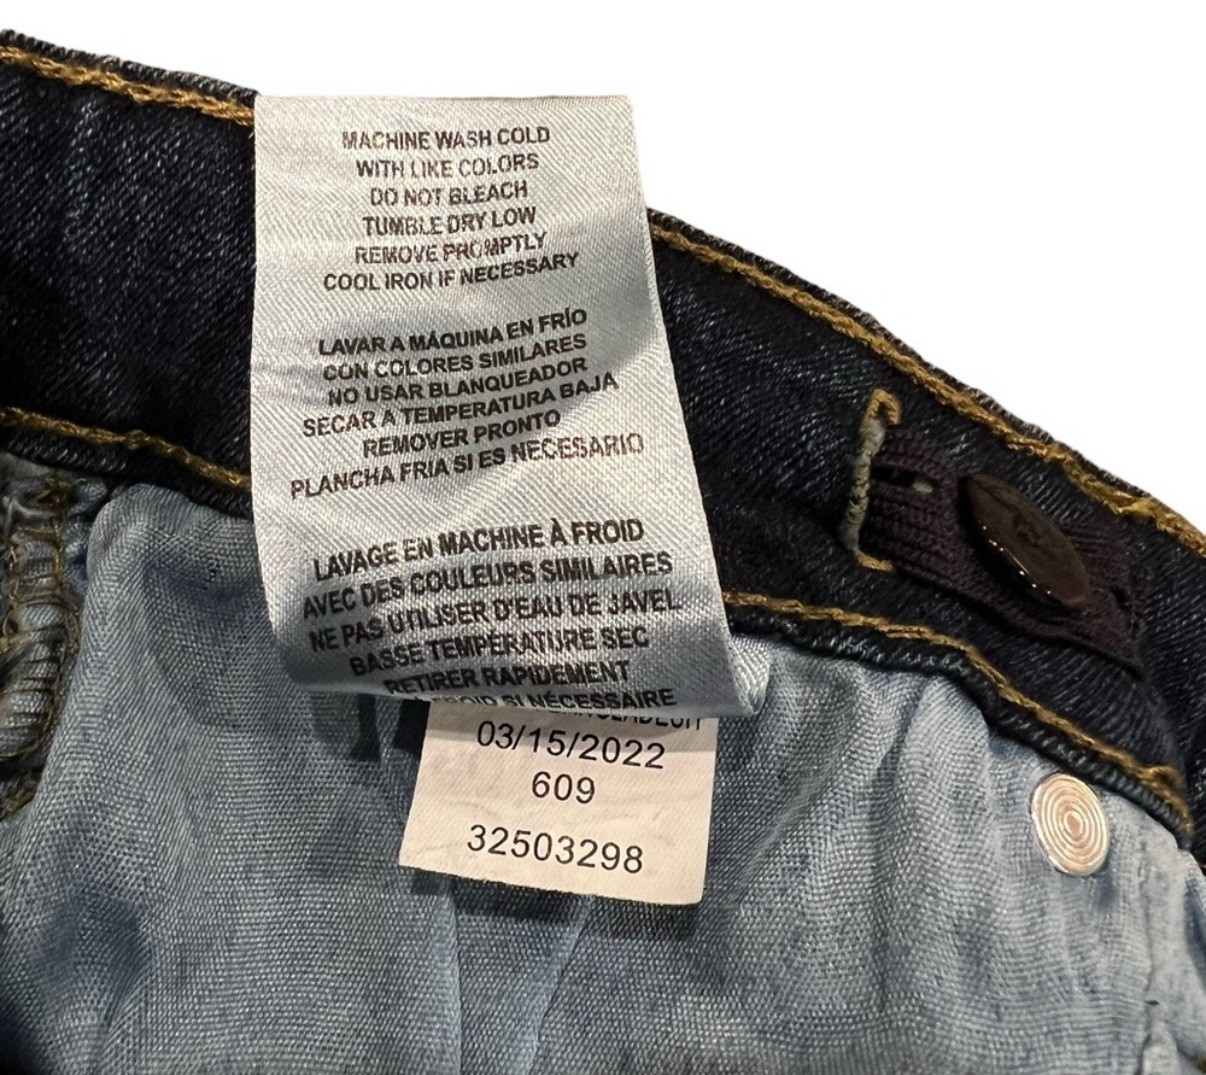 MACHINE WASH COLD
WITH LIKE COLORS
DO NOT BLEACH
TUMBLE DRY LOW
REMOVE PROMPTLY
COOL IRON IF NECESSARY
LAVAR A MÁQUINA EN FRÍO
CON COLORES SIMILARES
NO USAR BLANQUEADOR
SECAR A TEMPERATURA BAJA
REMOVER PRONTO
PLANCHA FRIA SI ES NECESARIO
LAVAGE EN MACHINE À FROID
AVEC DES COULEURS SIMILAIRES
NE PAS UTILISER D'EAU DE JAVEL
BASSE TEMPÉRATURE SEC
RETIRER RAPIDEMENT
SI NÉCESSAIRE
03/15/2022
609
32503298